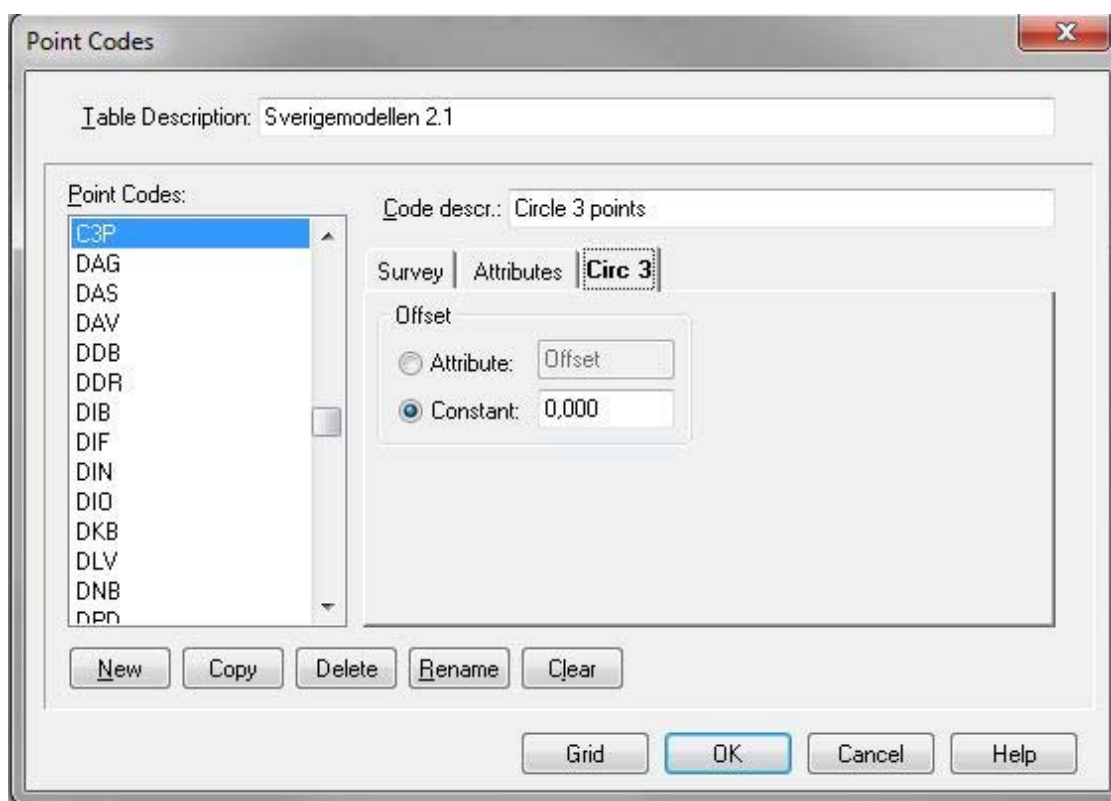 Point Codes
Table Description: Sverigemodellen 2.1
Point Codes:
C3P
DAG
DAS
DAV
DDB
DDR
DIB
DIF
DIN
DIO
DKB
DLV
DNB
DPD
Code descr.: Circle 3 points
Survey Attributes Circ 3
Offset
Attribute: Offset
Constant: 0,000
New Copy Delete Rename Clear
Grid OK Cancel Help